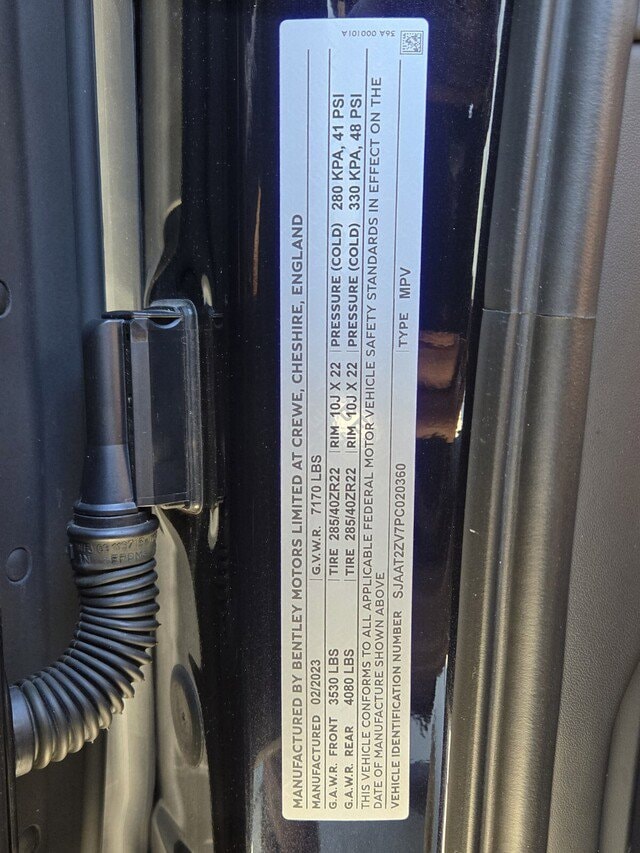 36A 000101A
MANUFACTURED BY BENTLEY MOTORS LIMITED AT CREWE, CHESHIRE, ENGLAND
MANUFACTURED 02/2023 G.V.W.R. 7170 LBS
G.A.W.R. FRONT 3530 LBS TIRE 285/40ZR22 RIM 10J X 22 PRESSURE (COLD) 280 KPA, 41 PSI
G.A.W.R. REAR 4080 LBS TIRE 285/40ZR22 RIM 10J X 22 PRESSURE (COLD) 330 KPA, 48 PSI
THIS VEHICLE CONFORMS TO ALL APPLICABLE FEDERAL MOTOR VEHICLE SAFETY STANDARDS IN EFFECT ON THE
DATE OF MANUFACTURE SHOWN ABOVE
VEHICLE IDENTIFICATION NUMBER SJAAT2ZV7PC020360 TYPE MPV